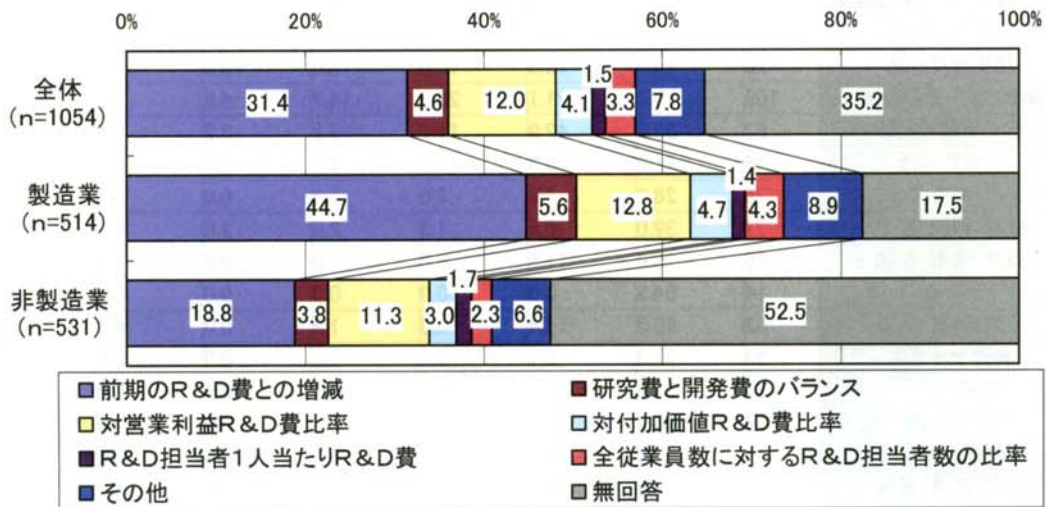 0% 20% 40% 60% 80% 100%
全体
(n=1054)
31.4 4.6 12.0 4.1 1.5 3.3 7.8 35.2
製造業
(n=514)
44.7 5.6 12.8 4.7 1.4 4.3 8.9 17.5
非製造業
(n=531)
18.8 3.8 11.3 3.0 1.7 2.3 6.6 52.5
前期のR&D費との増減 研究費と開発費のバランス
対営業利益R&D費比率 対付加価値R&D費比率
R&D担当者1人当たりR&D費 全従業員数に対するR&D担当者数の比率
その他 無回答